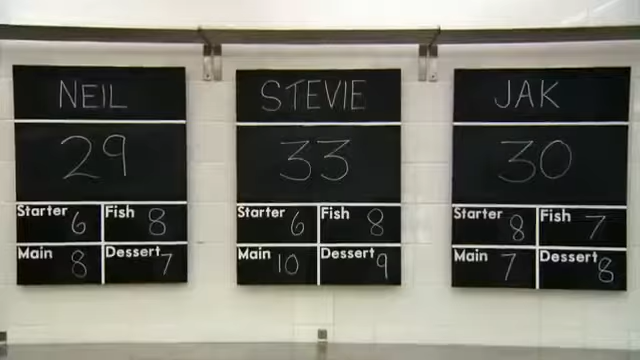 NEIL
29
Starter 6 Fish 8
Main 8 Dessert 7
STEVIE
33
Starter 6 Fish 8
Main 10 Dessert 9
JAK
30
Starter 8 Fish 7
Main 7 Dessert 8